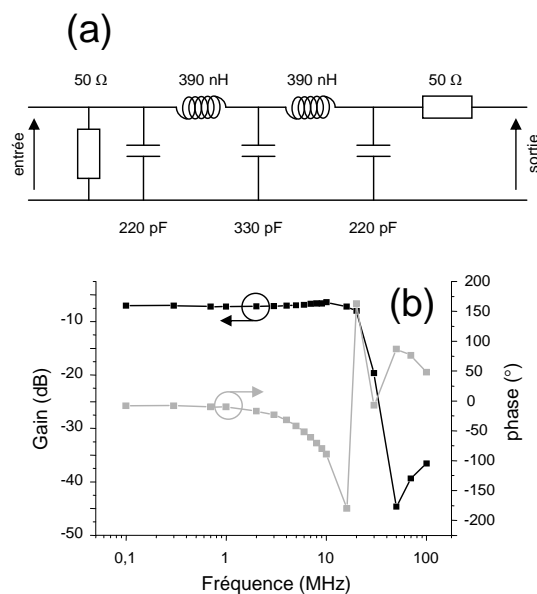 (a)
50 Ω 390 nH 390 nH 50 Ω
entrée
sortie
220 pF 330 pF 220 pF
(b)
Gain (dB)
-10
-20
-30
-40
-50
200
150
100
50
0
-50
-100
-150
-200
phase (°)
0,1 1 10 100
Fréquence (MHz)